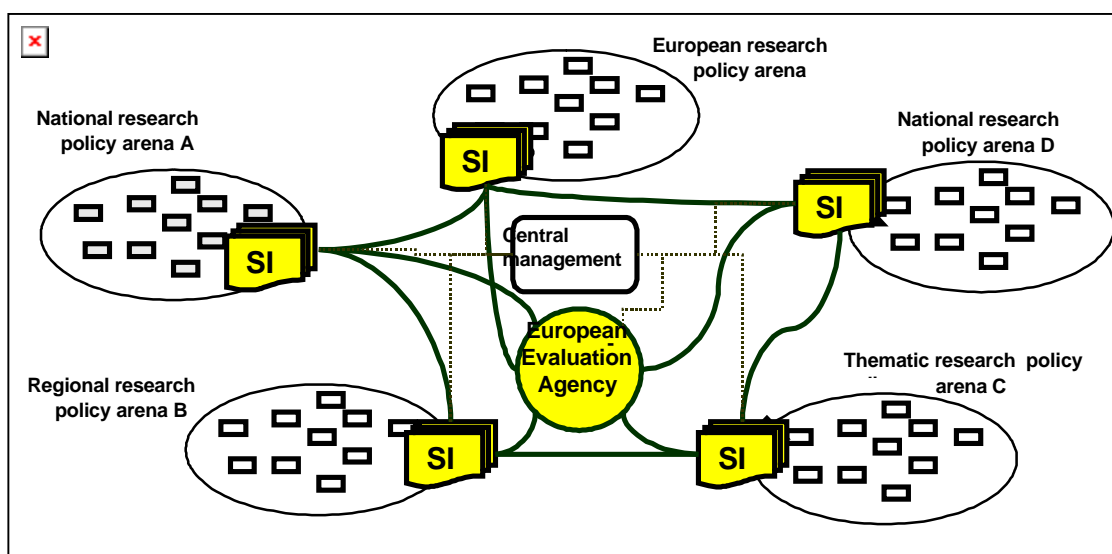 European research
policy arena
National research
policy arena A
National research
policy arena D
SI
SI
SI
Central
management
European
Evaluation
Agency
Regional research
policy arena B
Thematic research policy
arena C
SI
SI